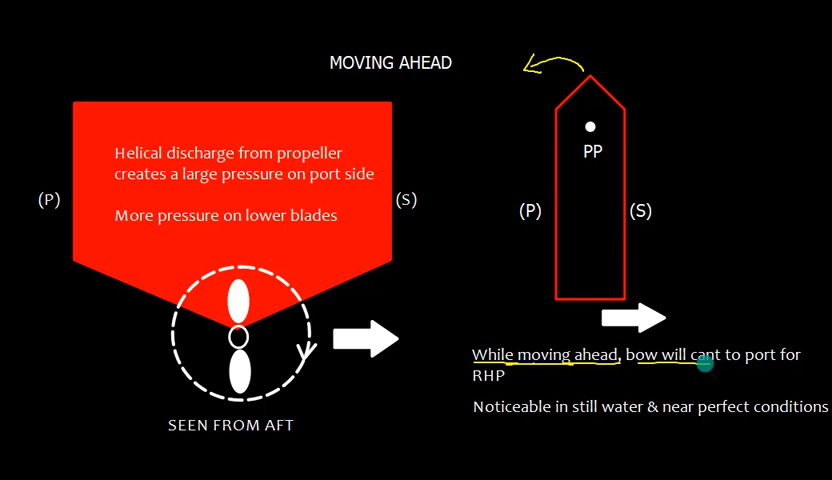 MOVING AHEAD
Helical discharge from propeller
creates a large pressure on port side
More pressure on lower blades
(P)
(S)
SEEN FROM AFT
PP
(P)
(S)
While moving ahead, bow will cant to port for
RHP
Noticeable in still water & near perfect conditions